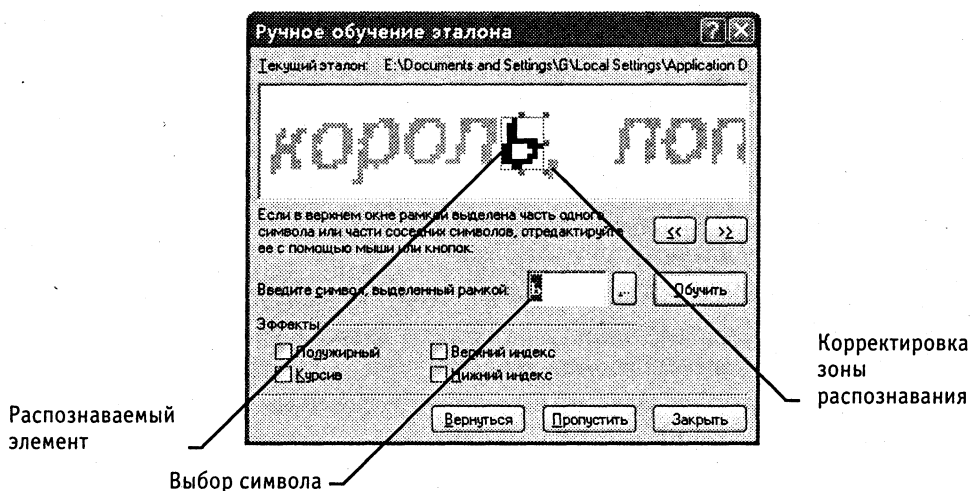 Ручное обучение эталона
Текущий эталон: E:\Documents and Settings\G\Local Settings\Application D
король, поп
Если в верхнем окне рамкой выделена часть одного
символа или части соседних символов, отредактируйте
ее с помощью мыши или кнопок.
<< >>
Введите символ, выделенный рамкой: ь ... Обучить
Эффекты
Полужирный Верхний индекс
Курсив Нижний индекс
Вернуться Пропустить Закрыть
Корректировка
зоны
распознавания
Распознаваемый
элемент
Выбор символа